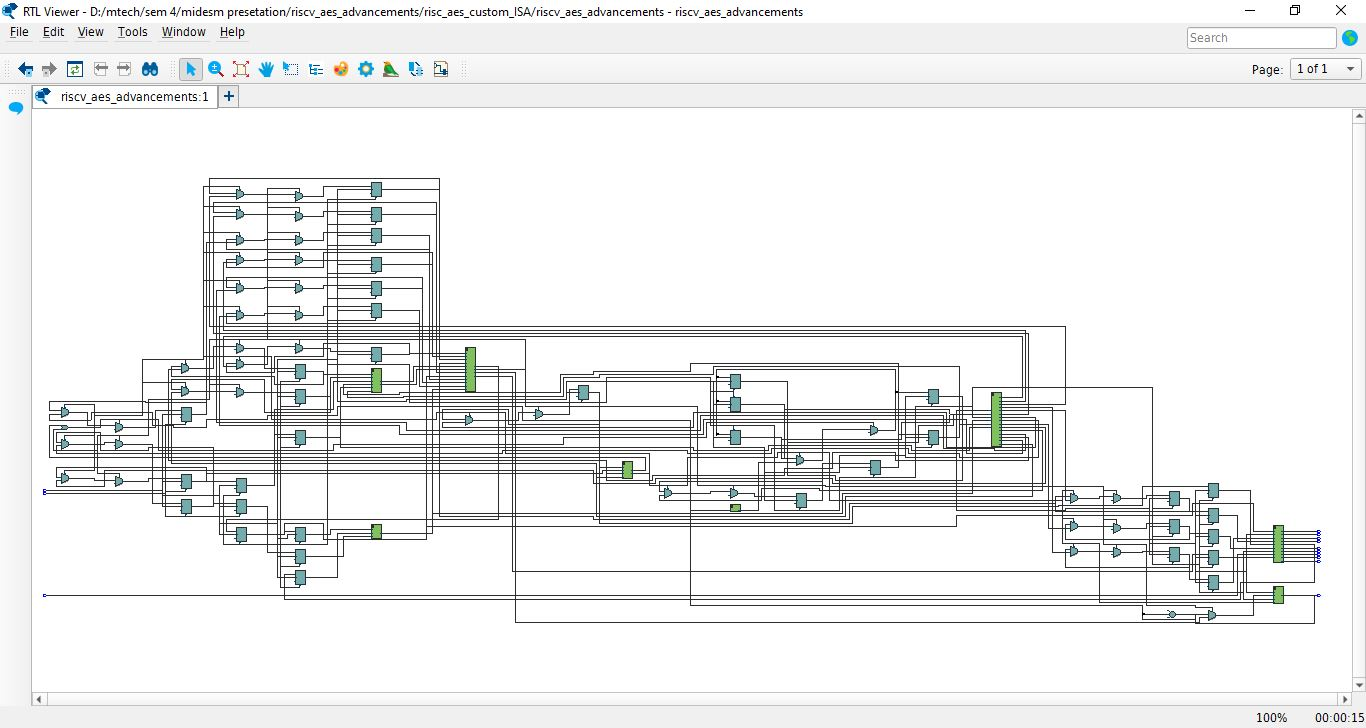 RTL Viewer - D:/mtech/sem 4/midesm presetation/riscv_aes_advancements/risc_aes_custom_ISA/riscv_aes_advancements - riscv_aes_advancements
File Edit View Tools Window Help
Search
Page: 1 of 1
riscv_aes_advancements:1
100% 00:00:15